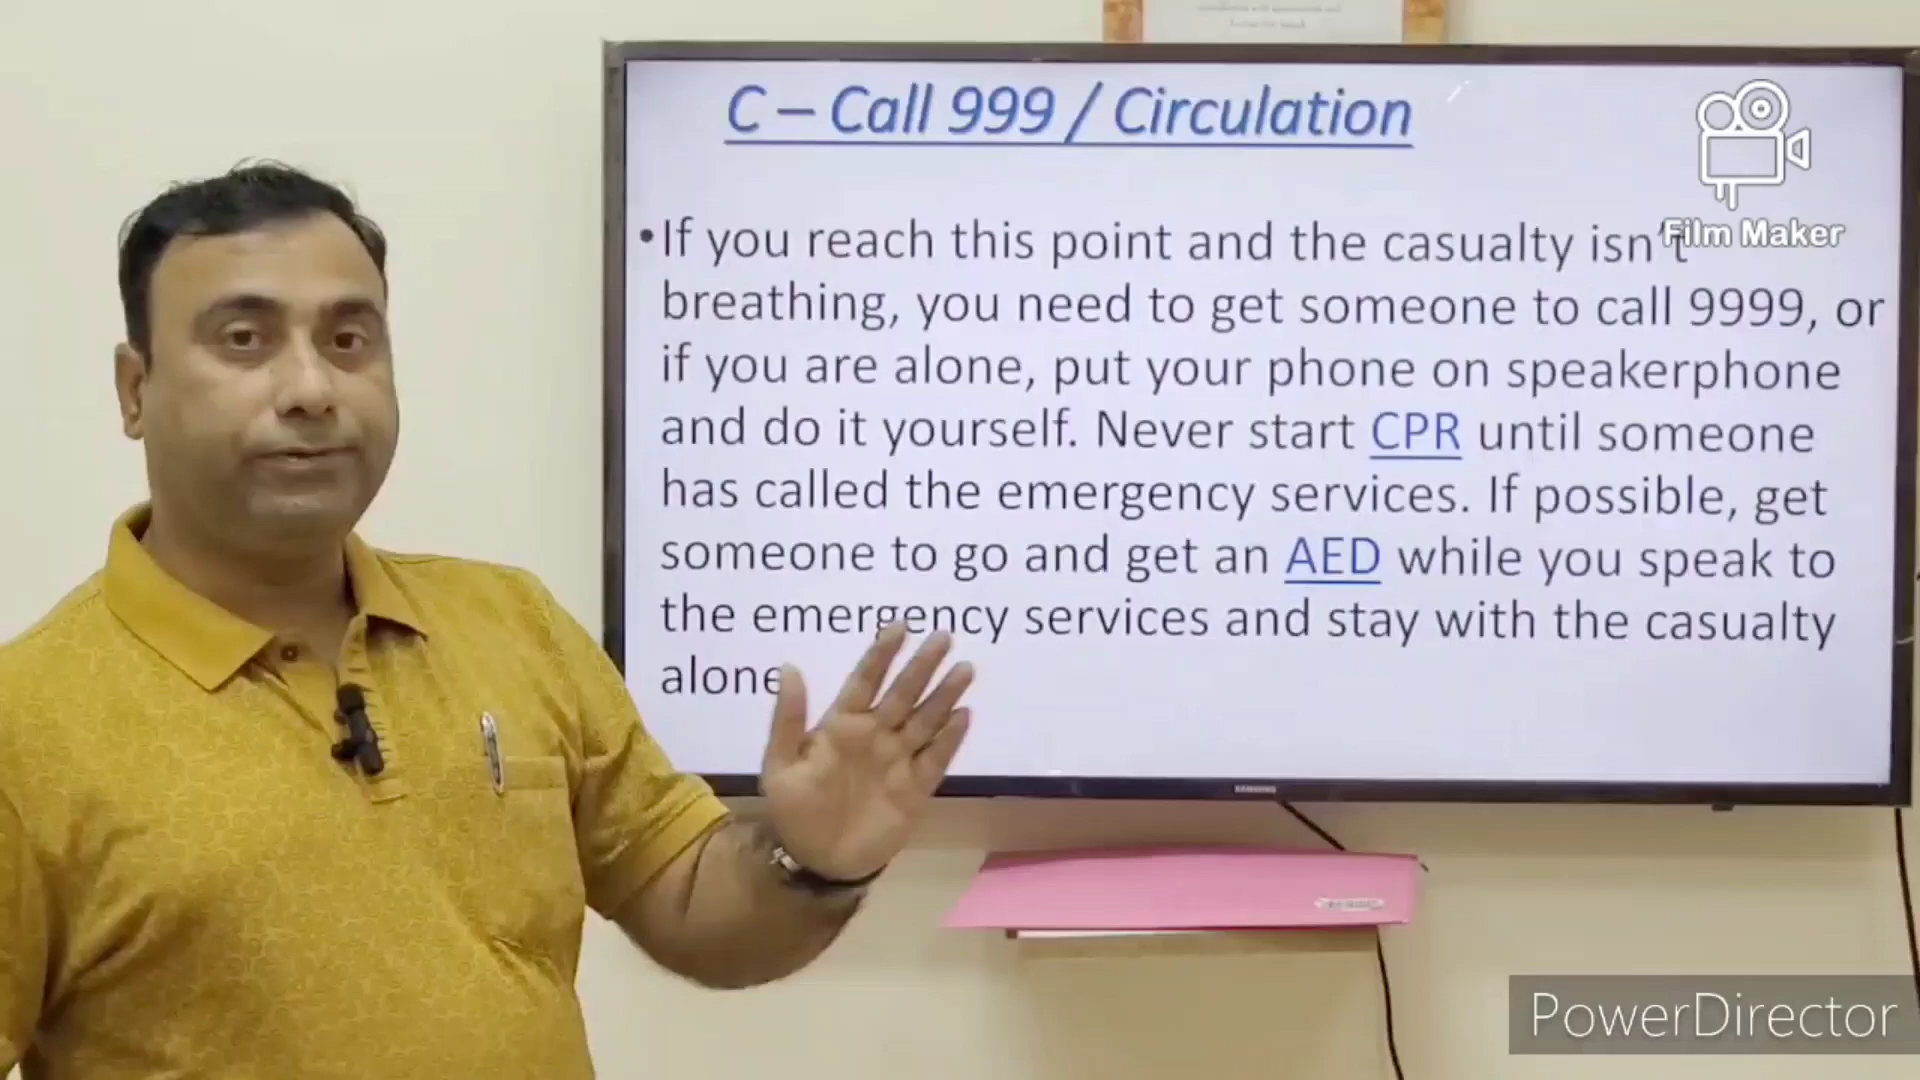 C – Call 999 / Circulation
Film Maker
•If you reach this point and the casualty isn't
breathing, you need to get someone to call 9999, or
if you are alone, put your phone on speakerphone
and do it yourself. Never start CPR until someone
has called the emergency services. If possible, get
someone to go and get an AED while you speak to
the emergency services and stay with the casualty
alone
SAMSUNG
PowerDirector